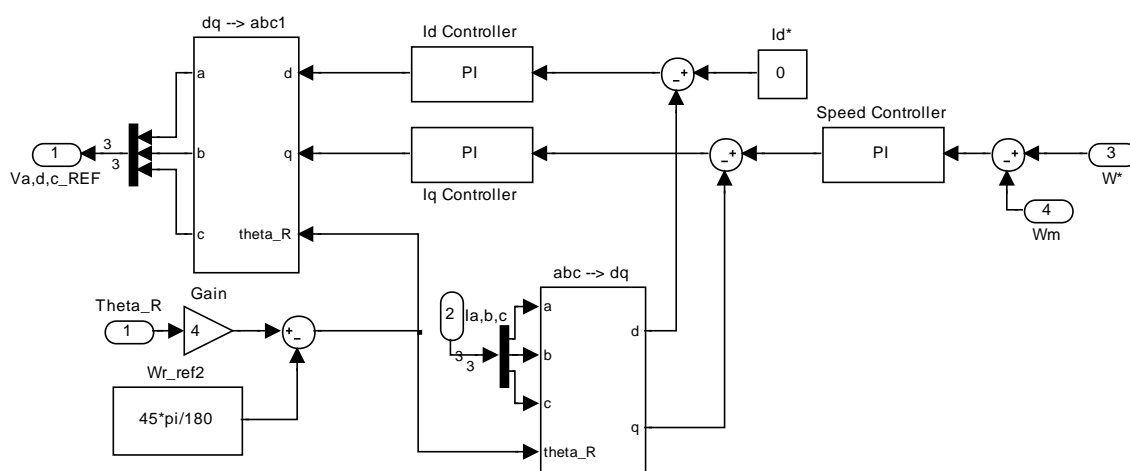 dq --> abc1
Id Controller
Id*
a
d
PI
-
+
0
Speed Controller
1
3
3
b
q
PI
-
+
PI
-
+
3
Va,d,c_REF
Iq Controller
W*
4
Wm
c
theta_R
abc --> dq
Gain
Theta_R
1
4
+
-
2
Ia,b,c
a
d
3
3
b
Wr_ref2
45*pi/180
c
q
theta_R